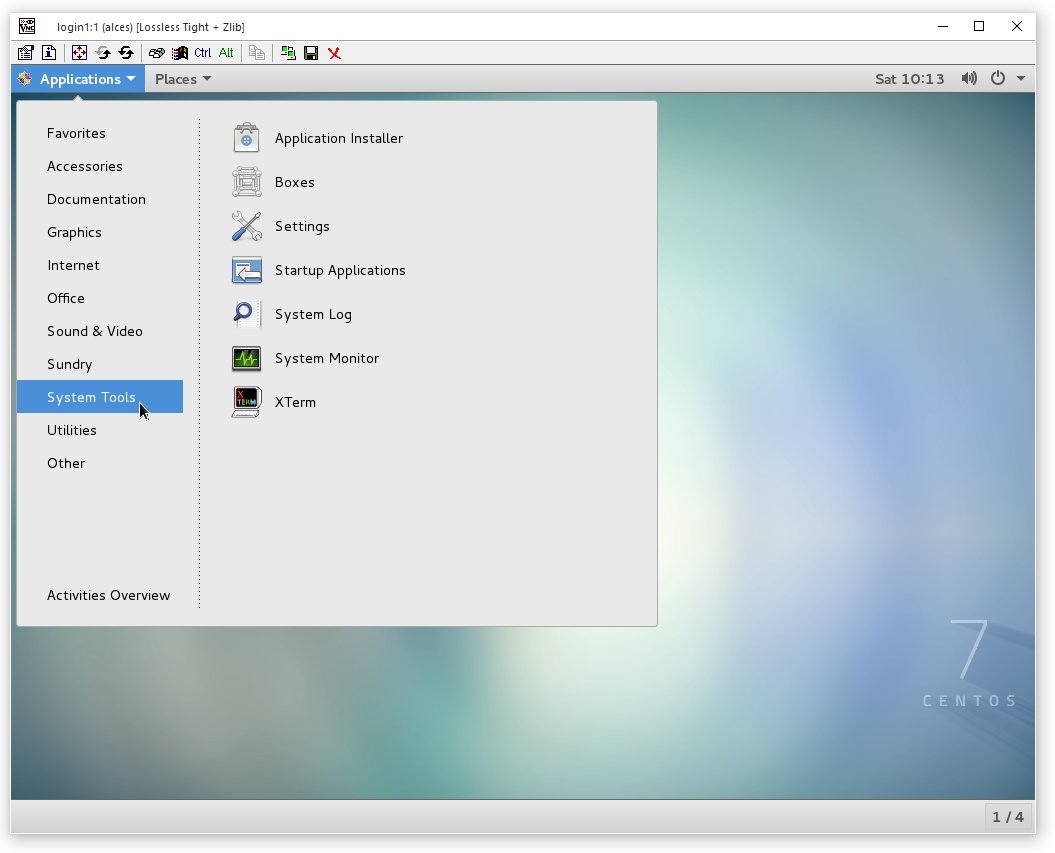 login1:1 (alces) [Lossless Tight + Zlib]
Ctrl Alt
Applications Places Sat 10:13
Favorites
Accessories
Documentation
Graphics
Internet
Office
Sound & Video
Sundry
System Tools
Utilities
Other
Activities Overview
Application Installer
Boxes
Settings
Startup Applications
System Log
System Monitor
X
TERM
XTerm
7
CENTOS
1 / 4